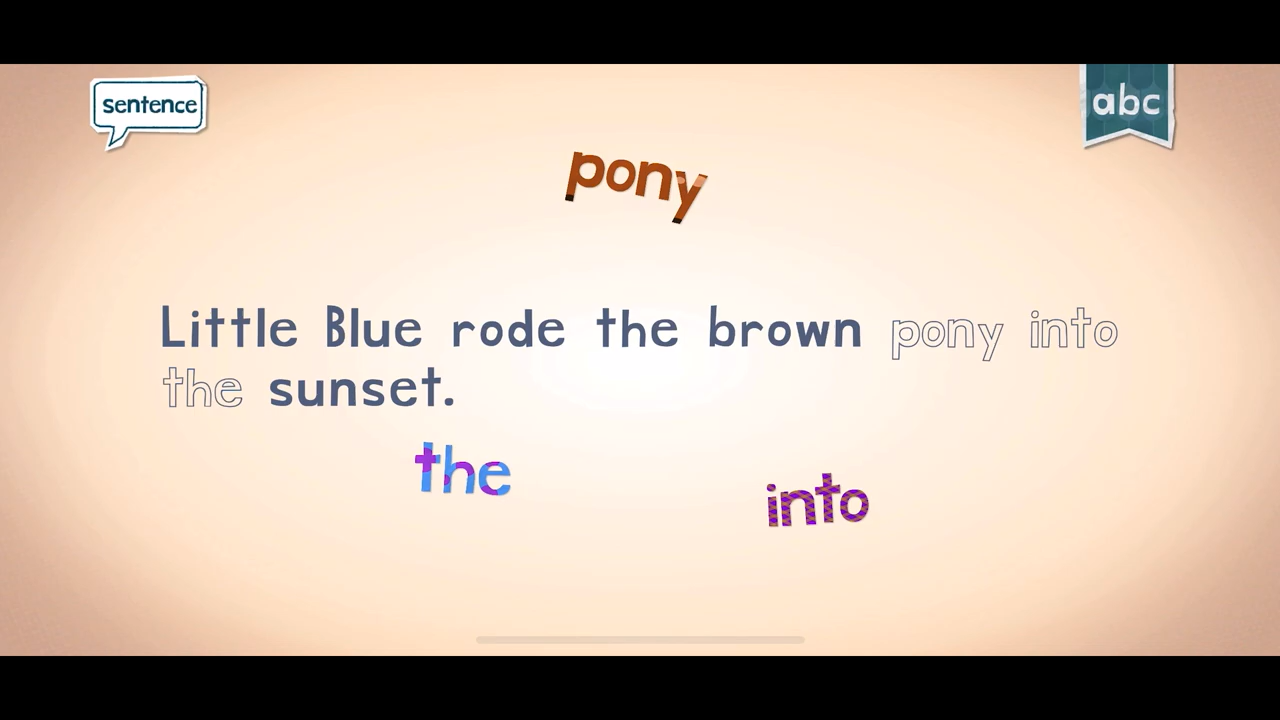 sentence
abc
pony
Little Blue rode the brown pony into
the sunset.
the
into